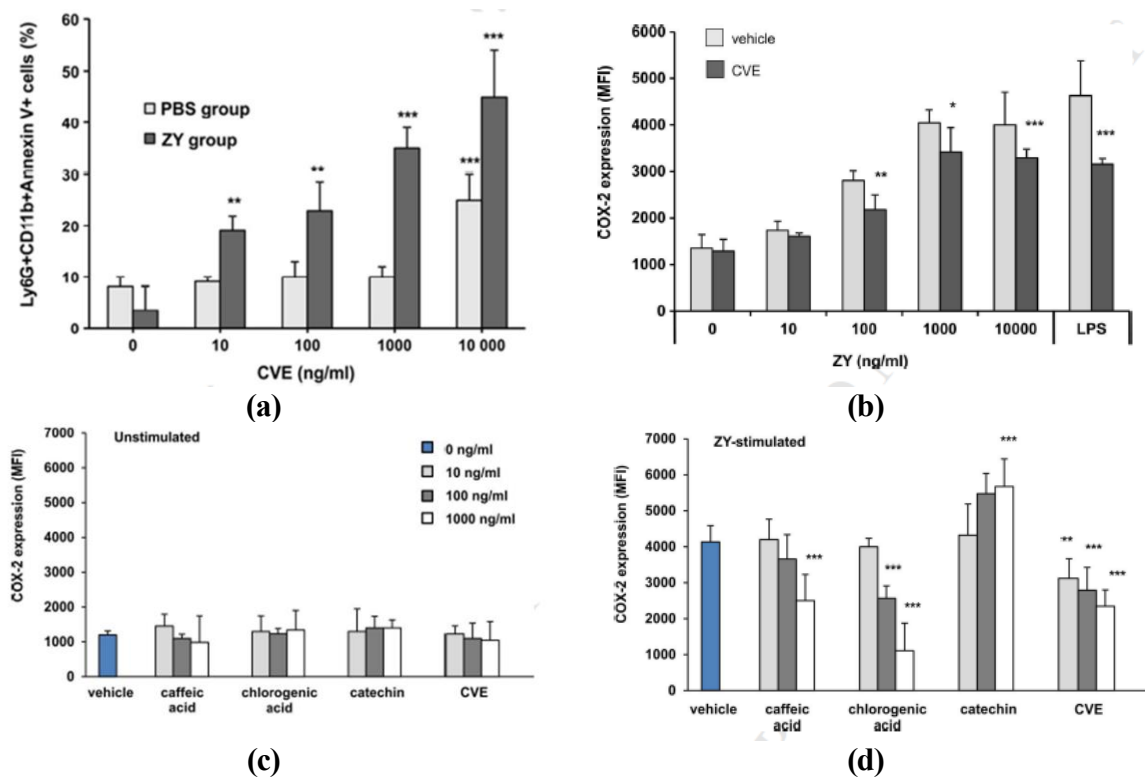 Ly6G+CD11b+Annexin V+ cells (%)
60
50
40
30
20
10
0
PBS group
ZY group
**
**
***
***
***
0 10 100 1000 10 000
CVE (ng/ml)
(a)
COX-2 expression (MFI)
6000
5000
4000
3000
2000
1000
0
vehicle
CVE
**
*
***
***
0 10 100 1000 10000 LPS
ZY (ng/ml)
(b)
COX-2 expression (MFI)
7000
6000
5000
4000
3000
2000
1000
0
Unstimulated
0 ng/ml
10 ng/ml
100 ng/ml
1000 ng/ml
vehicle caffeic chlorogenic catechin CVE
acid acid
(c)
COX-2 expression (MFI)
7000
6000
5000
4000
3000
2000
1000
0
ZY-stimulated
***
***
***
***
**
***
***
vehicle caffeic chlorogenic catechin CVE
acid acid
(d)